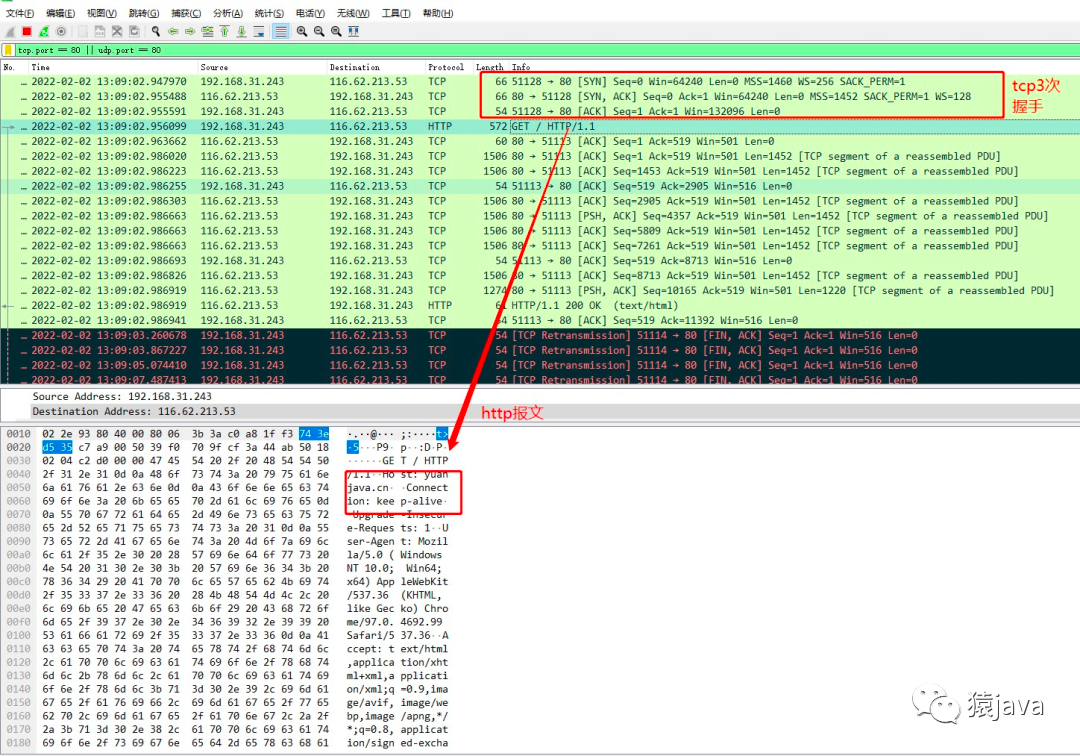 文件(F) 编辑(E) 视图(V) 跳转(G) 捕获(C) 分析(A) 统计(S) 电话(Y) 无线(W) 工具(T) 帮助(H)
tcp.port == 80 || udp.port == 80
No. Time Source Destination Protocol Length Info
… 2022-02-02 13:09:02.947970 192.168.31.243 116.62.213.53 TCP 66 51128 → 80 [SYN] Seq=0 Win=64240 Len=0 MSS=1460 WS=256 SACK_PERM=1
… 2022-02-02 13:09:02.955488 116.62.213.53 192.168.31.243 TCP 66 80 → 51128 [SYN, ACK] Seq=0 Ack=1 Win=64240 Len=0 MSS=1452 SACK_PERM=1 WS=128
… 2022-02-02 13:09:02.955591 192.168.31.243 116.62.213.53 TCP 54 51128 → 80 [ACK] Seq=1 Ack=1 Win=132096 Len=0
tcp3次
握手
… 2022-02-02 13:09:02.956099 192.168.31.243 116.62.213.53 HTTP 572 GET / HTTP/1.1
… 2022-02-02 13:09:02.963662 116.62.213.53 192.168.31.243 TCP 60 80 → 51113 [ACK] Seq=1 Ack=519 Win=501 Len=0
… 2022-02-02 13:09:02.986020 116.62.213.53 192.168.31.243 TCP 1506 80 → 51113 [ACK] Seq=1 Ack=519 Win=501 Len=1452 [TCP segment of a reassembled PDU]
… 2022-02-02 13:09:02.986223 116.62.213.53 192.168.31.243 TCP 1506 80 → 51113 [ACK] Seq=1453 Ack=519 Win=501 Len=1452 [TCP segment of a reassembled PDU]
… 2022-02-02 13:09:02.986255 192.168.31.243 116.62.213.53 TCP 54 51113 → 80 [ACK] Seq=519 Ack=2905 Win=516 Len=0
… 2022-02-02 13:09:02.986303 116.62.213.53 192.168.31.243 TCP 1506 80 → 51113 [ACK] Seq=2905 Ack=519 Win=501 Len=1452 [TCP segment of a reassembled PDU]
… 2022-02-02 13:09:02.986663 116.62.213.53 192.168.31.243 TCP 1506 80 → 51113 [PSH, ACK] Seq=4357 Ack=519 Win=501 Len=1452 [TCP segment of a reassembled PDU]
… 2022-02-02 13:09:02.986663 116.62.213.53 192.168.31.243 TCP 1506 80 → 51113 [ACK] Seq=5809 Ack=519 Win=501 Len=1452 [TCP segment of a reassembled PDU]
… 2022-02-02 13:09:02.986663 116.62.213.53 192.168.31.243 TCP 1506 80 → 51113 [ACK] Seq=7261 Ack=519 Win=501 Len=1452 [TCP segment of a reassembled PDU]
… 2022-02-02 13:09:02.986693 192.168.31.243 116.62.213.53 TCP 54 51113 → 80 [ACK] Seq=519 Ack=8713 Win=516 Len=0
… 2022-02-02 13:09:02.986826 116.62.213.53 192.168.31.243 TCP 1506 80 → 51113 [ACK] Seq=8713 Ack=519 Win=501 Len=1452 [TCP segment of a reassembled PDU]
… 2022-02-02 13:09:02.986919 116.62.213.53 192.168.31.243 TCP 1274 80 → 51113 [PSH, ACK] Seq=10165 Ack=519 Win=501 Len=1220 [TCP segment of a reassembled PDU]
… 2022-02-02 13:09:02.986919 116.62.213.53 192.168.31.243 HTTP HTTP/1.1 200 OK (text/html)
… 2022-02-02 13:09:02.986941 192.168.31.243 116.62.213.53 TCP 54 51113 → 80 [ACK] Seq=519 Ack=11392 Win=516 Len=0
… 2022-02-02 13:09:03.260678 192.168.31.243 116.62.213.53 TCP 54 [TCP Retransmission] 51114 → 80 [FIN, ACK] Seq=1 Ack=1 Win=516 Len=0
… 2022-02-02 13:09:03.867227 192.168.31.243 116.62.213.53 TCP 54 [TCP Retransmission] 51114 → 80 [FIN, ACK] Seq=1 Ack=1 Win=516 Len=0
… 2022-02-02 13:09:05.074410 192.168.31.243 116.62.213.53 TCP 54 [TCP Retransmission] 51114 → 80 [FIN, ACK] Seq=1 Ack=1 Win=516 Len=0
… 2022-02-02 13:09:07.487413 192.168.31.243 116.62.213.53 TCP 54 [TCP Retransmission] 51114 → 80 [FIN, ACK] Seq=1 Ack=1 Win=516 Len=0
Source Address: 192.168.31.243
Destination Address: 116.62.213.53
http报文
0010 02 2e 93 80 40 00 80 06 3b 3a c0 a8 1f f3 74 3e ·.··@··· ;:····t>
0020 d5 35 c7 a9 00 50 39 f0 70 9f cf 3a 44 ab 50 18 ·5···P9· p··:D·P·
0030 02 04 c2 d0 00 00 47 45 54 20 2f 20 48 54 54 50 ······GE T / HTTP
0040 2f 31 2e 31 0d 0a 48 6f 73 74 3a 20 79 75 61 6e /1.1··Ho st: yuan
0050 6a 61 76 61 2e 63 6e 0d 0a 43 6f 6e 6e 65 63 74 java.cn· ·Connect
0060 69 6f 6e 3a 20 6b 65 65 70 2d 61 6c 69 76 65 0d ion: kee p-alive·
0070 0a 55 70 67 72 61 64 65 2d 49 6e 73 65 63 75 72 ·Upgrade -Insecur
0080 65 2d 52 65 71 75 65 73 74 73 3a 20 31 0d 0a 55 e-Reques ts: 1··U
0090 73 65 72 2d 41 67 65 6e 74 3a 20 4d 6f 7a 69 6c ser-Agen t: Mozil
00a0 6c 61 2f 35 2e 30 20 28 57 69 6e 64 6f 77 73 20 la/5.0 ( Windows
00b0 4e 54 20 31 30 2e 30 3b 20 57 69 6e 36 34 3b 20 NT 10.0; Win64;
00c0 78 36 34 29 20 41 70 70 6c 65 57 65 62 4b 69 74 x64) App leWebKit
00d0 2f 35 33 37 2e 33 36 20 28 4b 48 54 4d 4c 2c 20 /537.36 (KHTML,
00e0 6c 69 6b 65 20 47 65 63 6b 6f 29 20 43 68 72 6f like Gec ko) Chro
00f0 6d 65 2f 39 37 2e 30 2e 34 36 39 32 2e 39 39 20 me/97.0. 4692.99
0100 53 61 66 61 72 69 2f 35 33 37 2e 33 36 0d 0a 41 Safari/5 37.36··A
0110 63 63 65 70 74 3a 20 74 65 78 74 2f 68 74 6d 6c ccept: t ext/html
0120 2c 61 70 70 6c 69 63 61 74 69 6f 6e 2f 78 68 74 ,applica tion/xht
0130 6d 6c 2b 78 6d 6c 2c 61 70 70 6c 69 63 61 74 69 ml+xml,a pplicati
0140 6f 6e 2f 78 6d 6c 3b 71 3d 30 2e 39 2c 69 6d 61 on/xml;q =0.9,ima
0150 67 65 2f 61 76 69 66 2c 69 6d 61 67 65 2f 77 65 ge/avif, image/we
0160 62 70 2c 69 6d 61 67 65 2f 61 70 6e 67 2c 2a 2f bp,image /apng,*/
0170 2a 3b 71 3d 30 2e 38 2c 61 70 70 6c 69 63 61 74 *;q=0.8, applicat
0180 69 6f 6e 2f 73 69 67 6e 65 64 2d 65 78 63 68 61 ion/sign ed-excha
猿java